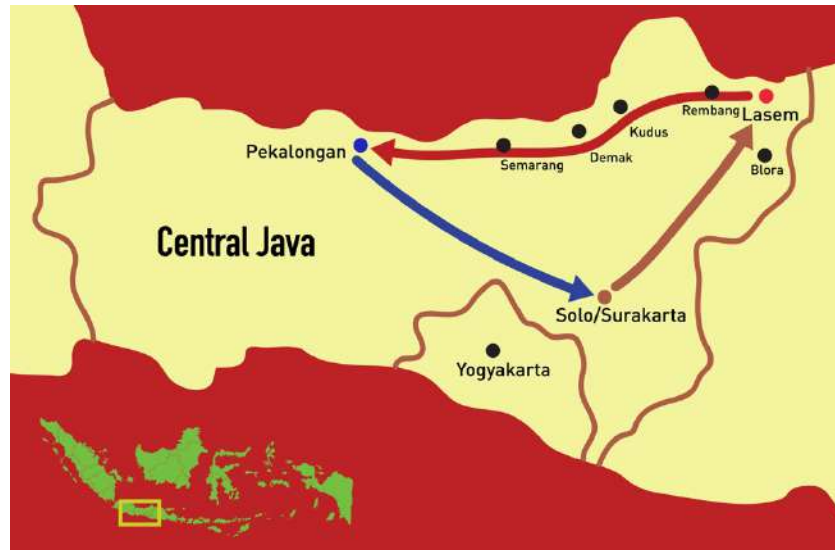 Rembang
Lasem
Kudus
Pekalongan
Semarang
Demak
Blora
Central Java
Solo/Surakarta
Yogyakarta